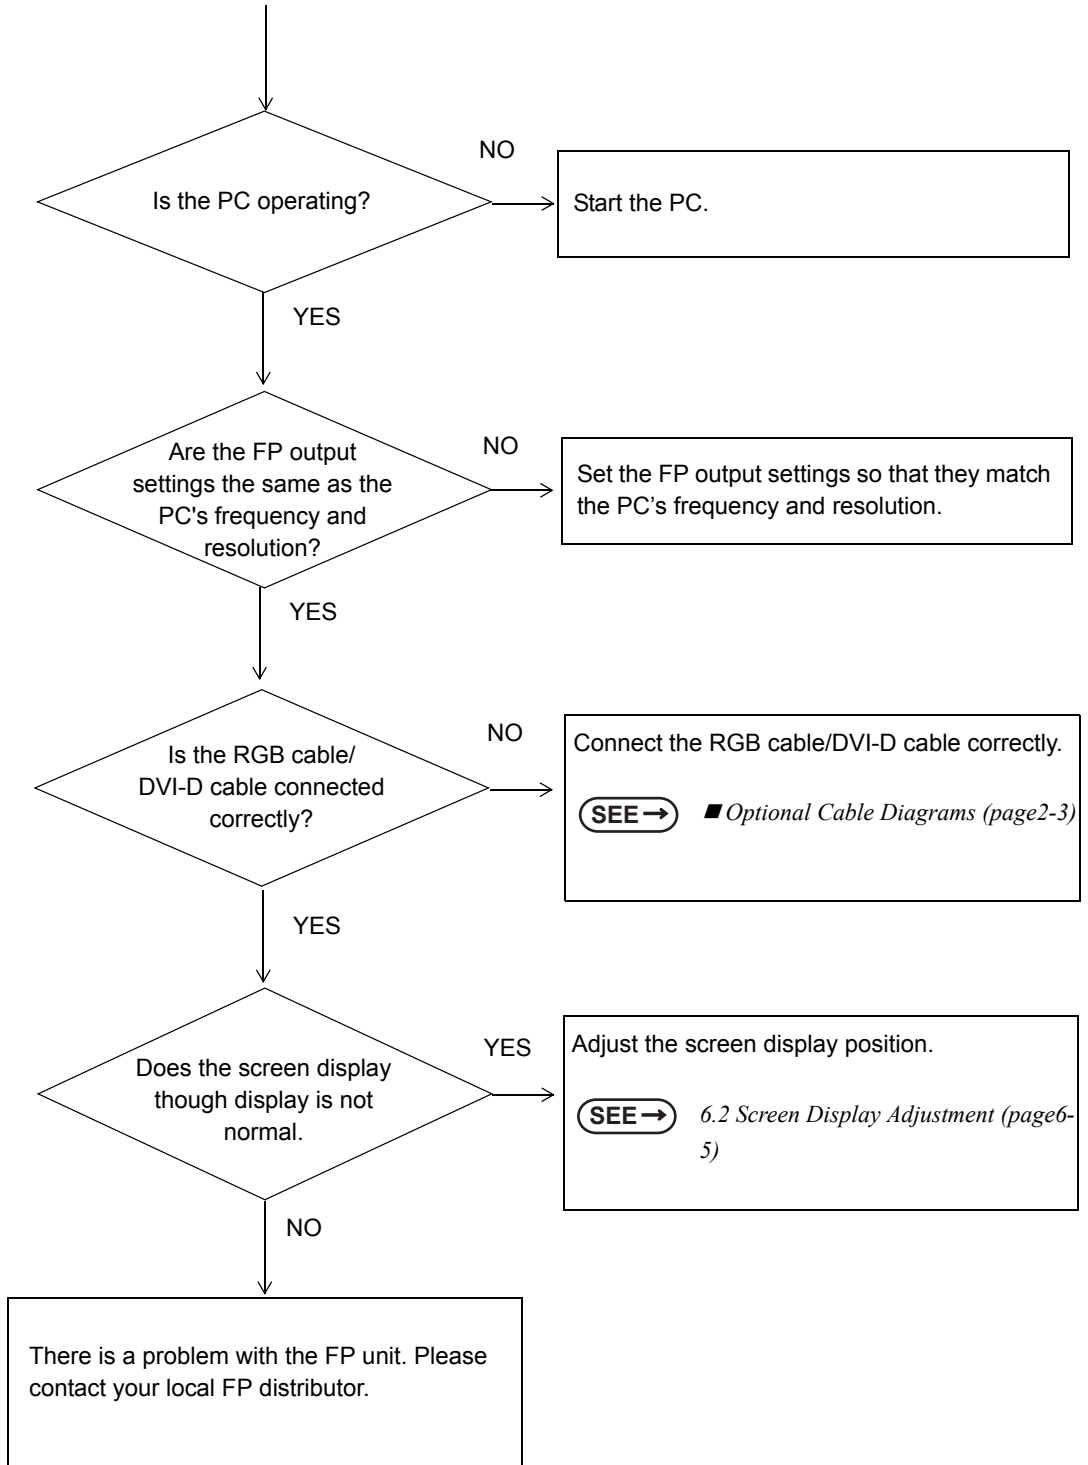 Is the PC operating?
NO
Start the PC.
YES
Are the FP output
settings the same as the
PC's frequency and
resolution?
NO
Set the FP output settings so that they match
the PC’s frequency and resolution.
YES
Is the RGB cable/
DVI-D cable connected
correctly?
NO
Connect the RGB cable/DVI-D cable correctly.
SEE→ ■ Optional Cable Diagrams (page2-3)
YES
Does the screen display
though display is not
normal.
YES
Adjust the screen display position.
SEE→ 6.2 Screen Display Adjustment (page6-
5)
NO
There is a problem with the FP unit. Please
contact your local FP distributor.